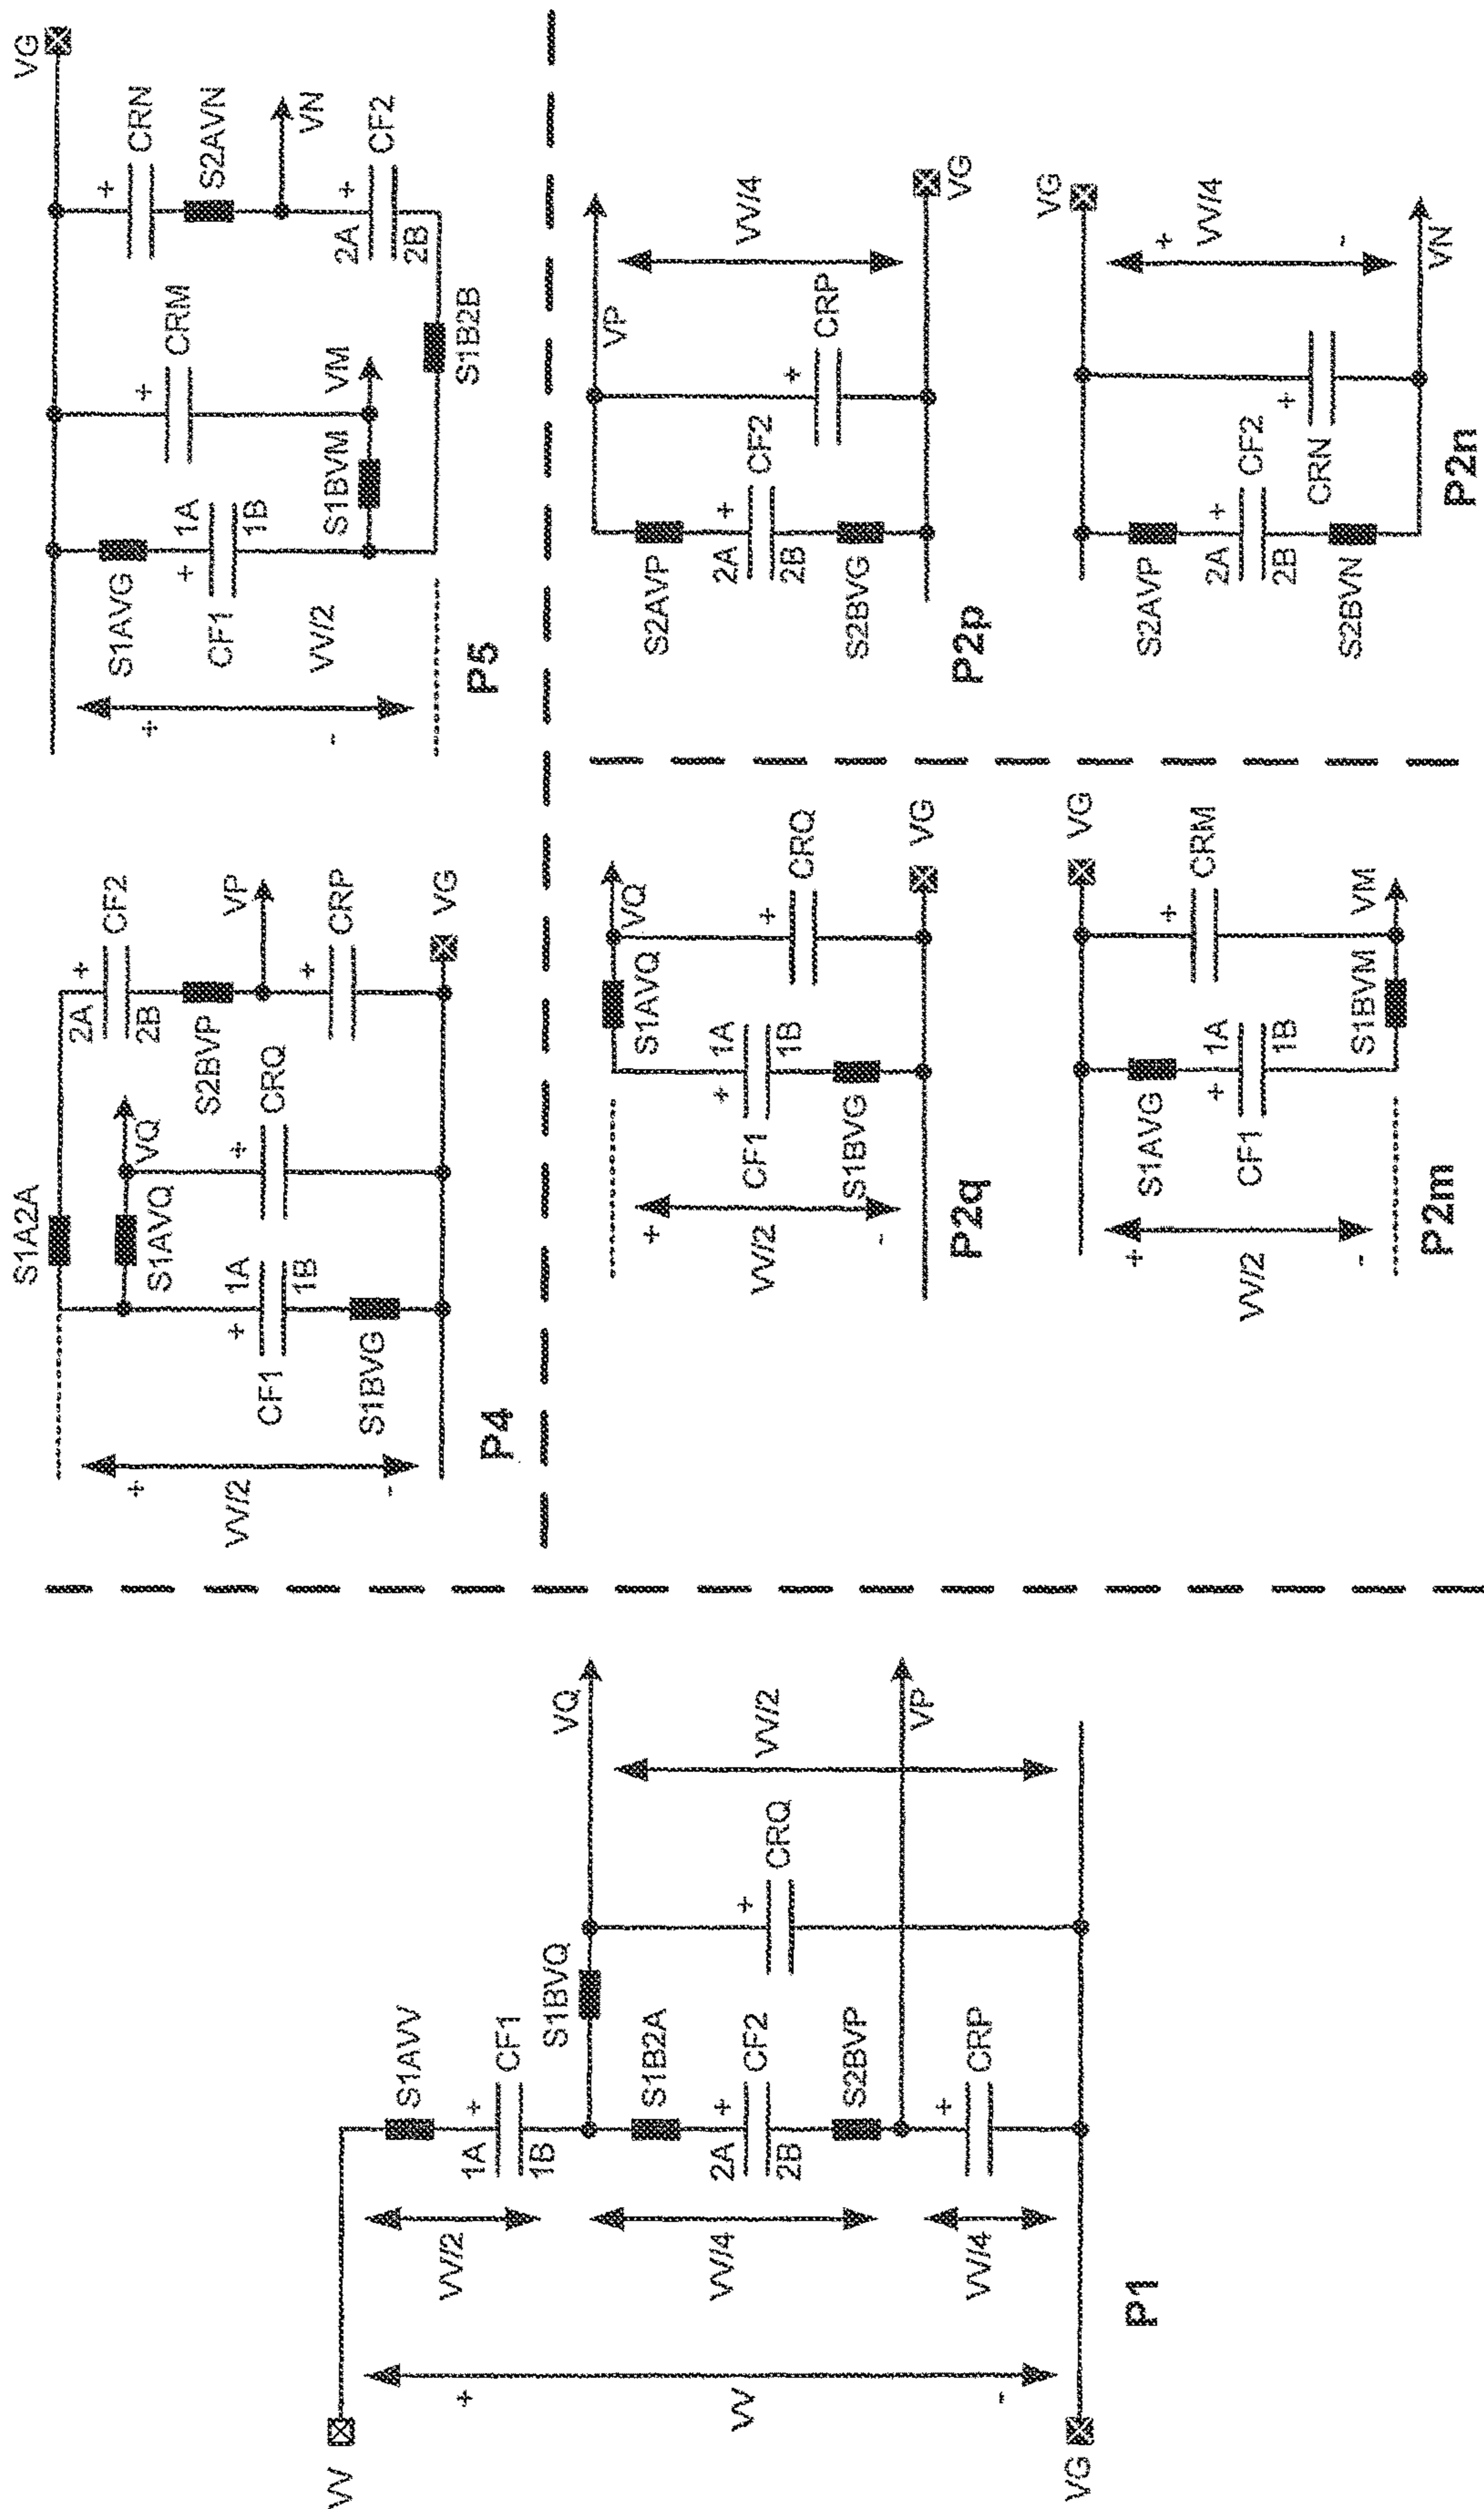 VV
VG
+
VV
-
VV/2
VV/4
VV/4
S1AVV
1A
+
CF1
1B
S1BVQ
S1B2A
2A
+
CF2
2B
S2BVP
+
CRP
+
CRQ
VQ
VV/2
VP
P1
S1A2A
+
VV/2
-
S1AVQ
VQ
+
1A
CF1
1B
S1BVG
+
CRQ
2A
+
CF2
2B
S2BVP
VP
+
CRP
VG
P4
VG
+
VV/2
-
S1AVG
+
1A
CF1
1B
S1BVM
VM
+
CRM
+
CRN
S2AVN
VN
2A
+
CF2
2B
S1B2B
P5
VQ
+
VV/2
-
S1AVQ
+
1A
CF1
1B
S1BVG
+
CRQ
VG
P2q
VG
+
VV/2
-
S1AVG
+
1A
CF1
1B
S1BVM
+
CRM
VM
P2m
VP
S2AVP
2A
+
CF2
2B
S2BVG
+
CRP
VV/4
VG
P2p
VG
S2AVP
2A
+
CF2
2B
S2BVN
+
CRN
+
VV/4
-
VN
P2n